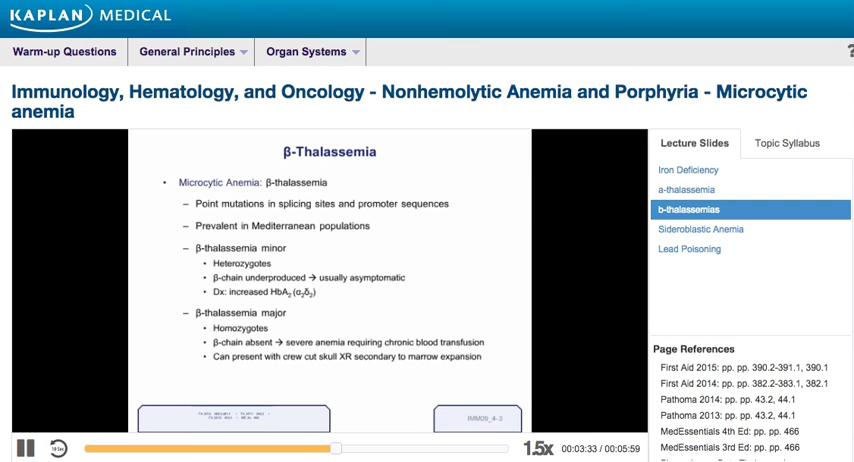 KAPLAN MEDICAL
Warm-up Questions General Principles Organ Systems ?
Immunology, Hematology, and Oncology - Nonhemolytic Anemia and Porphyria - Microcytic
anemia
β-Thalassemia
• Microcytic Anemia: β-thalassemia
– Point mutations in splicing sites and promoter sequences
– Prevalent in Mediterranean populations
– β-thalassemia minor
• Heterozygotes
• β-chain underproduced → usually asymptomatic
• Dx: increased HbA₂ (α₂δ₂)
– β-thalassemia major
• Homozygotes
• β-chain absent → severe anemia requiring chronic blood transfusion
• Can present with crew cut skull XR secondary to marrow expansion
IMM09_4-3
10 Sec
1.5x 00:03:33 / 00:05:59
Lecture Slides Topic Syllabus
Iron Deficiency
a-thalassemia
b-thalassemias
Sideroblastic Anemia
Lead Poisoning
Page References
First Aid 2015: pp. pp. 390.2-391.1, 390.1
First Aid 2014: pp. pp. 382.2-383.1, 382.1
Pathoma 2014: pp. pp. 43.2, 44.1
Pathoma 2013: pp. pp. 43.2, 44.1
MedEssentials 4th Ed: pp. pp. 466
MedEssentials 3rd Ed: pp. pp. 466